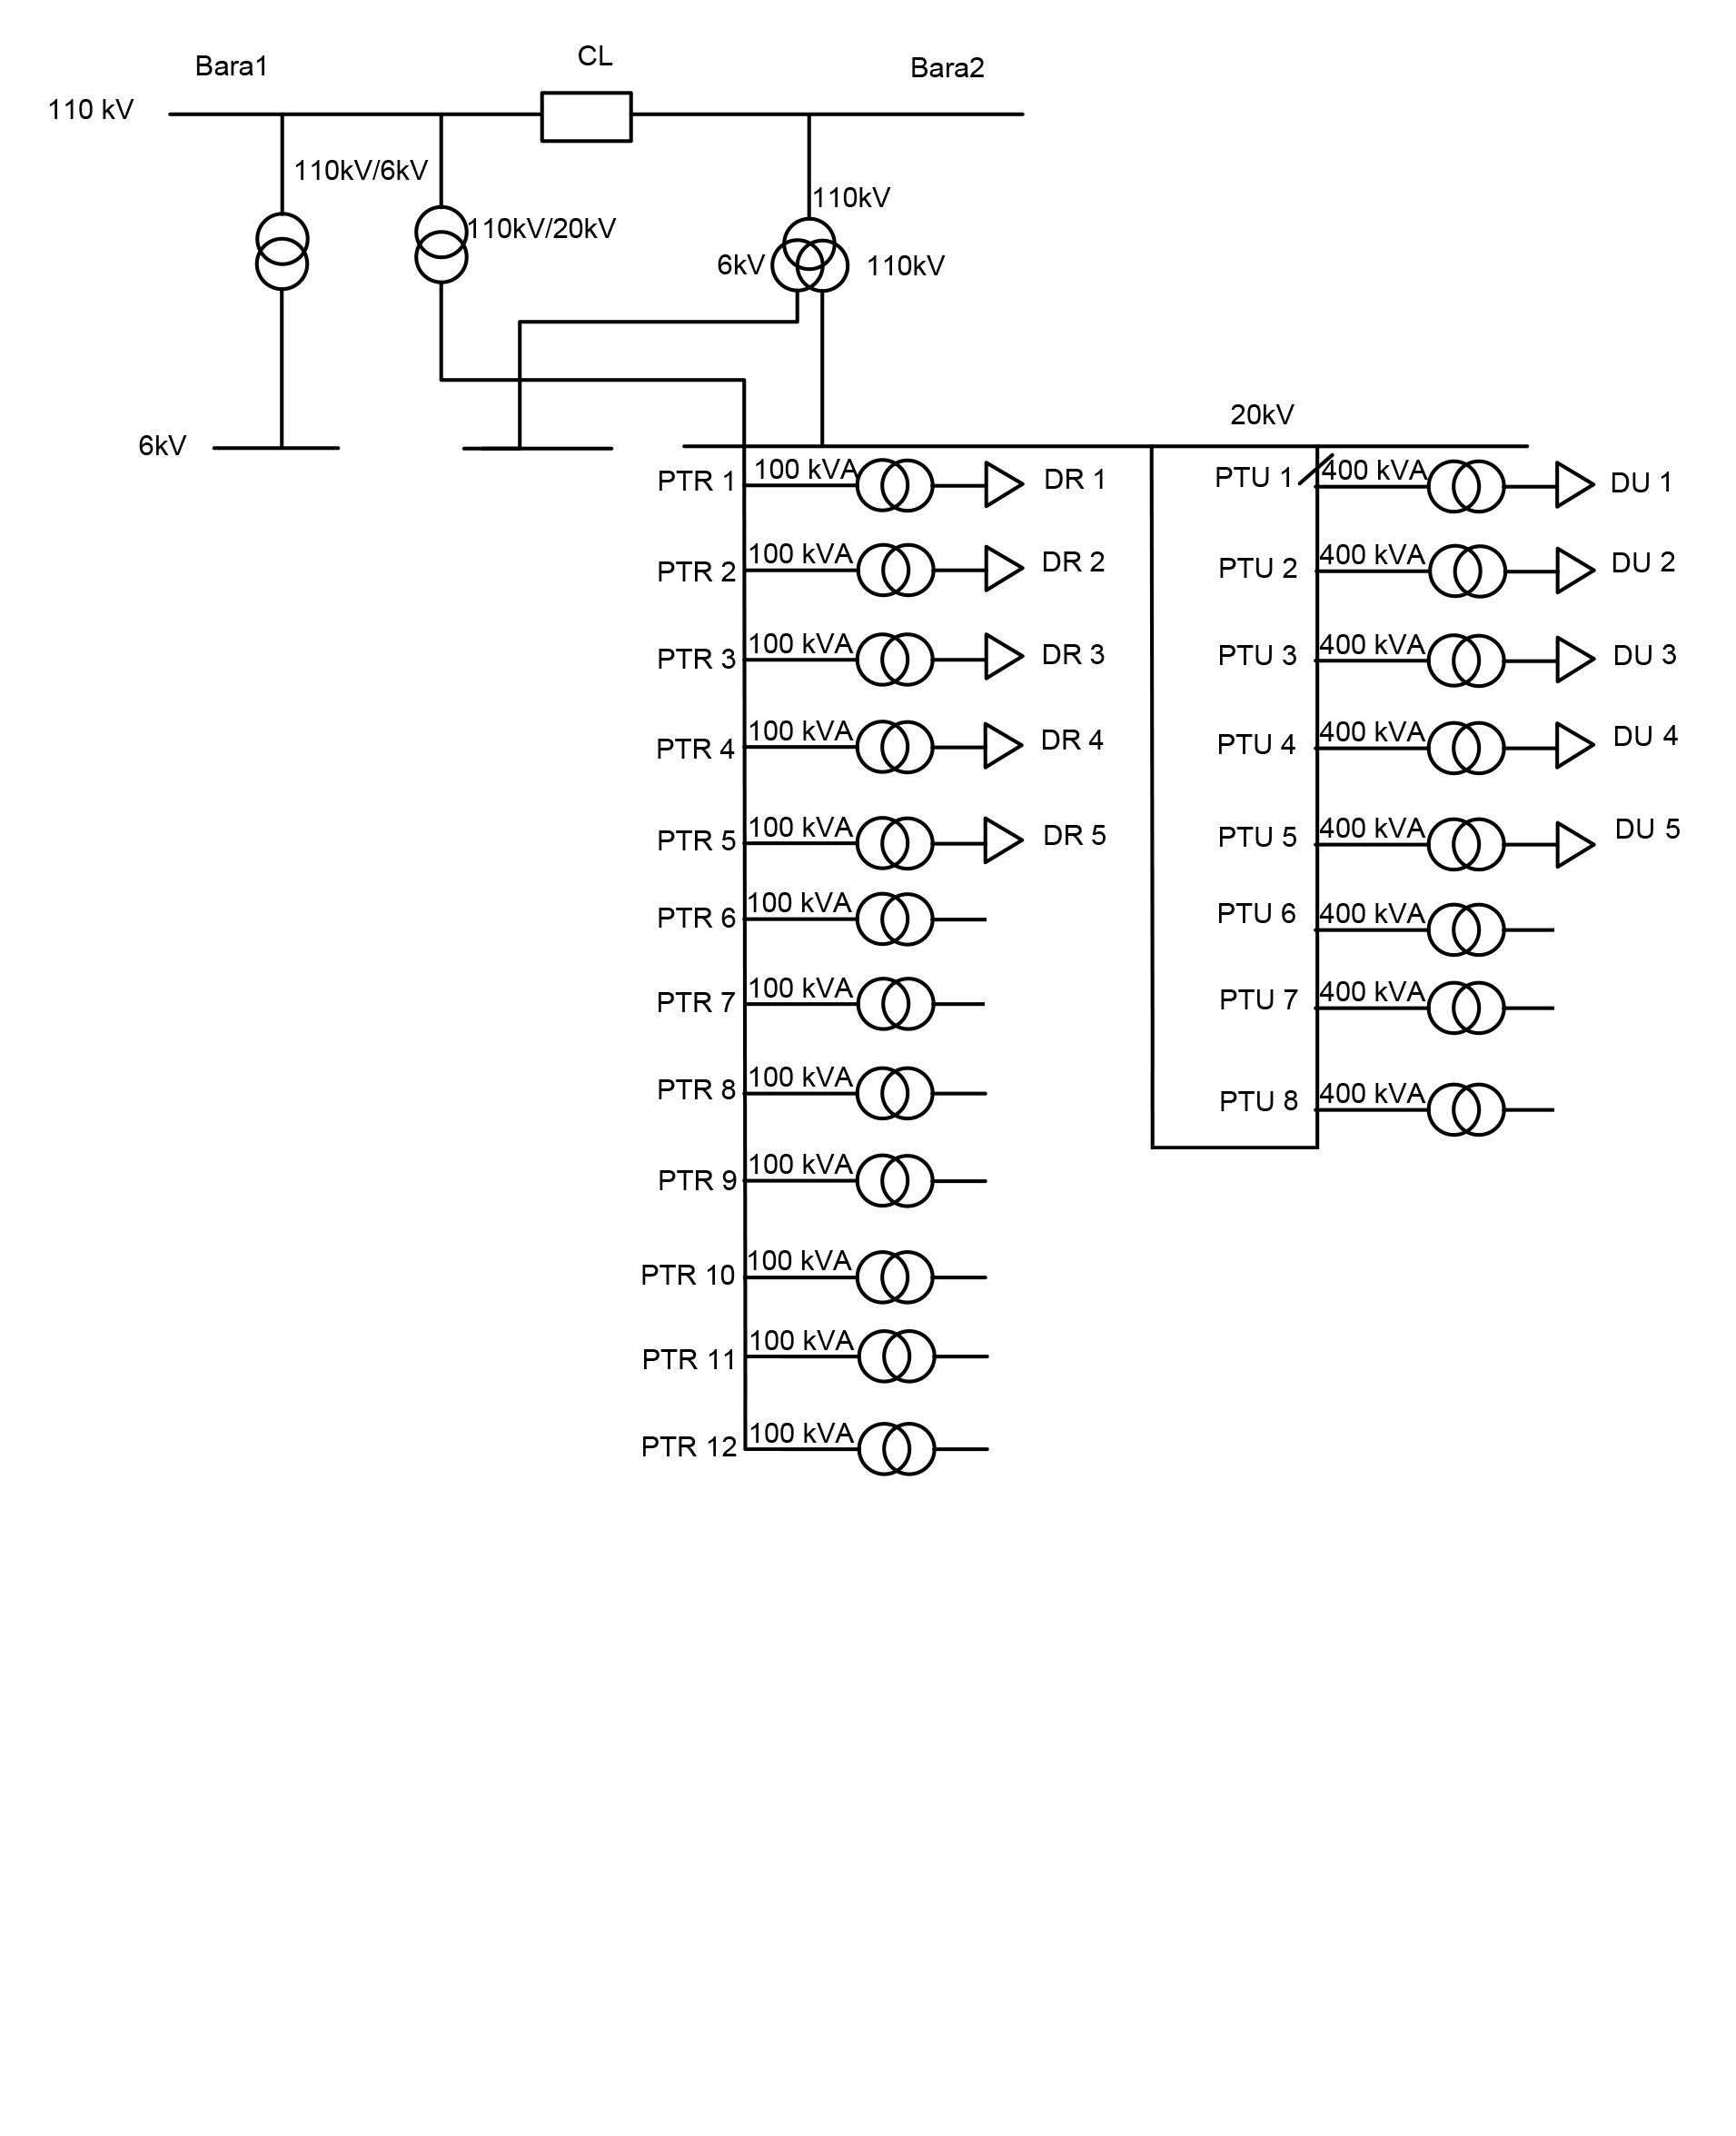 Bara1
CL
Bara2
110 kV
110kV/6kV
110kV/20kV
110kV
6kV
110kV
6kV
20kV
PTR 1
100 kVA
DR 1
PTU 1
400 kVA
DU 1
PTR 2
100 kVA
DR 2
PTU 2
400 kVA
DU 2
PTR 3
100 kVA
DR 3
PTU 3
400 kVA
DU 3
PTR 4
100 kVA
DR 4
PTU 4
400 kVA
DU 4
PTR 5
100 kVA
DR 5
PTU 5
400 kVA
DU 5
PTR 6
100 kVA
PTU 6
400 kVA
PTR 7
100 kVA
PTU 7
400 kVA
PTR 8
100 kVA
PTU 8
400 kVA
PTR 9
100 kVA
PTR 10
100 kVA
PTR 11
100 kVA
PTR 12
100 kVA